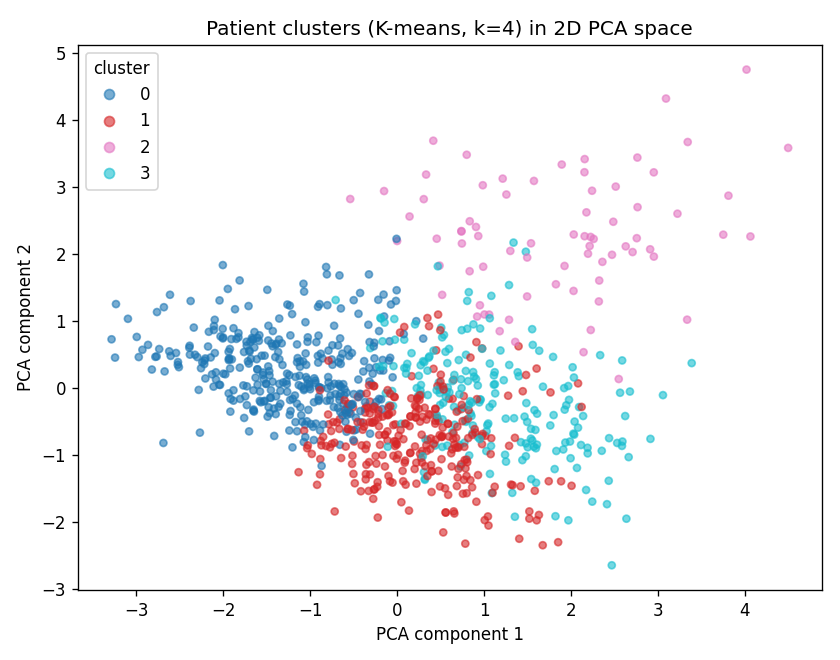 Patient clusters (K-means, k=4) in 2D PCA space
cluster
0
1
2
3
5
4
3
2
1
0
−1
−2
−3
PCA component 2
−3 −2 −1 0 1 2 3 4
PCA component 1